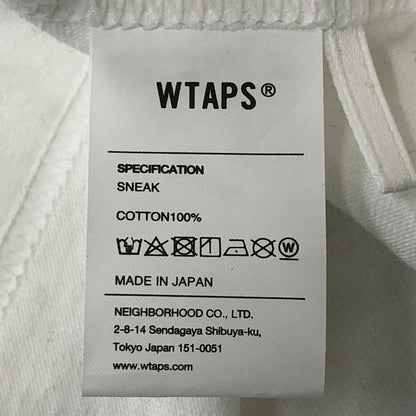 WTAPS®
SPECIFICATION
SNEAK
COTTON100%
MADE IN JAPAN
NEIGHBORHOOD CO., LTD.
2-8-14 Sendagaya Shibuya-ku,
Tokyo Japan 151-0051
www.wtaps.com